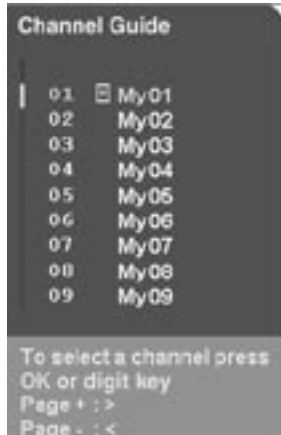 Channel Guide
01 My01
02 My02
03 My03
04 My04
05 My05
06 My06
07 My07
08 My08
09 My09
To select a channel press
OK or digit key
Page + : >
Page - : <